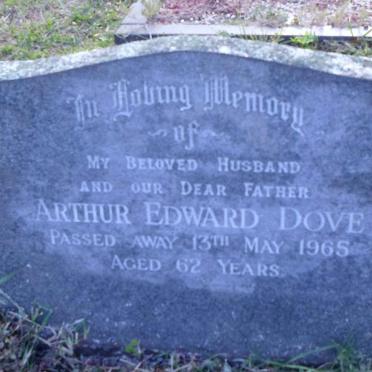 In Loving Memory
of
My Beloved Husband
and our Dear Father
Arthur Edward Dove
Passed away 13th May 1965
Aged 62 Years